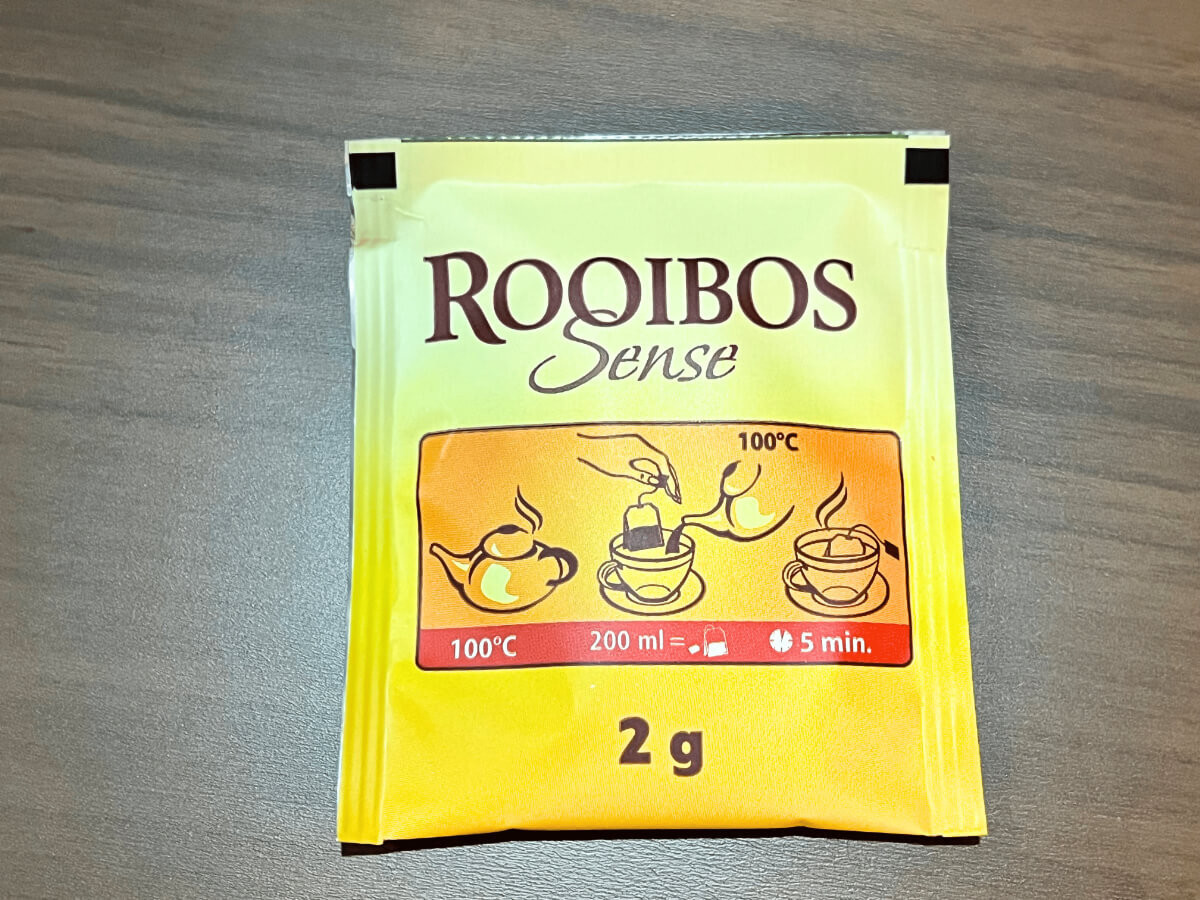 ROOIBOS
Sense
100°C
100°C
200 ml =
5 min.
2 g